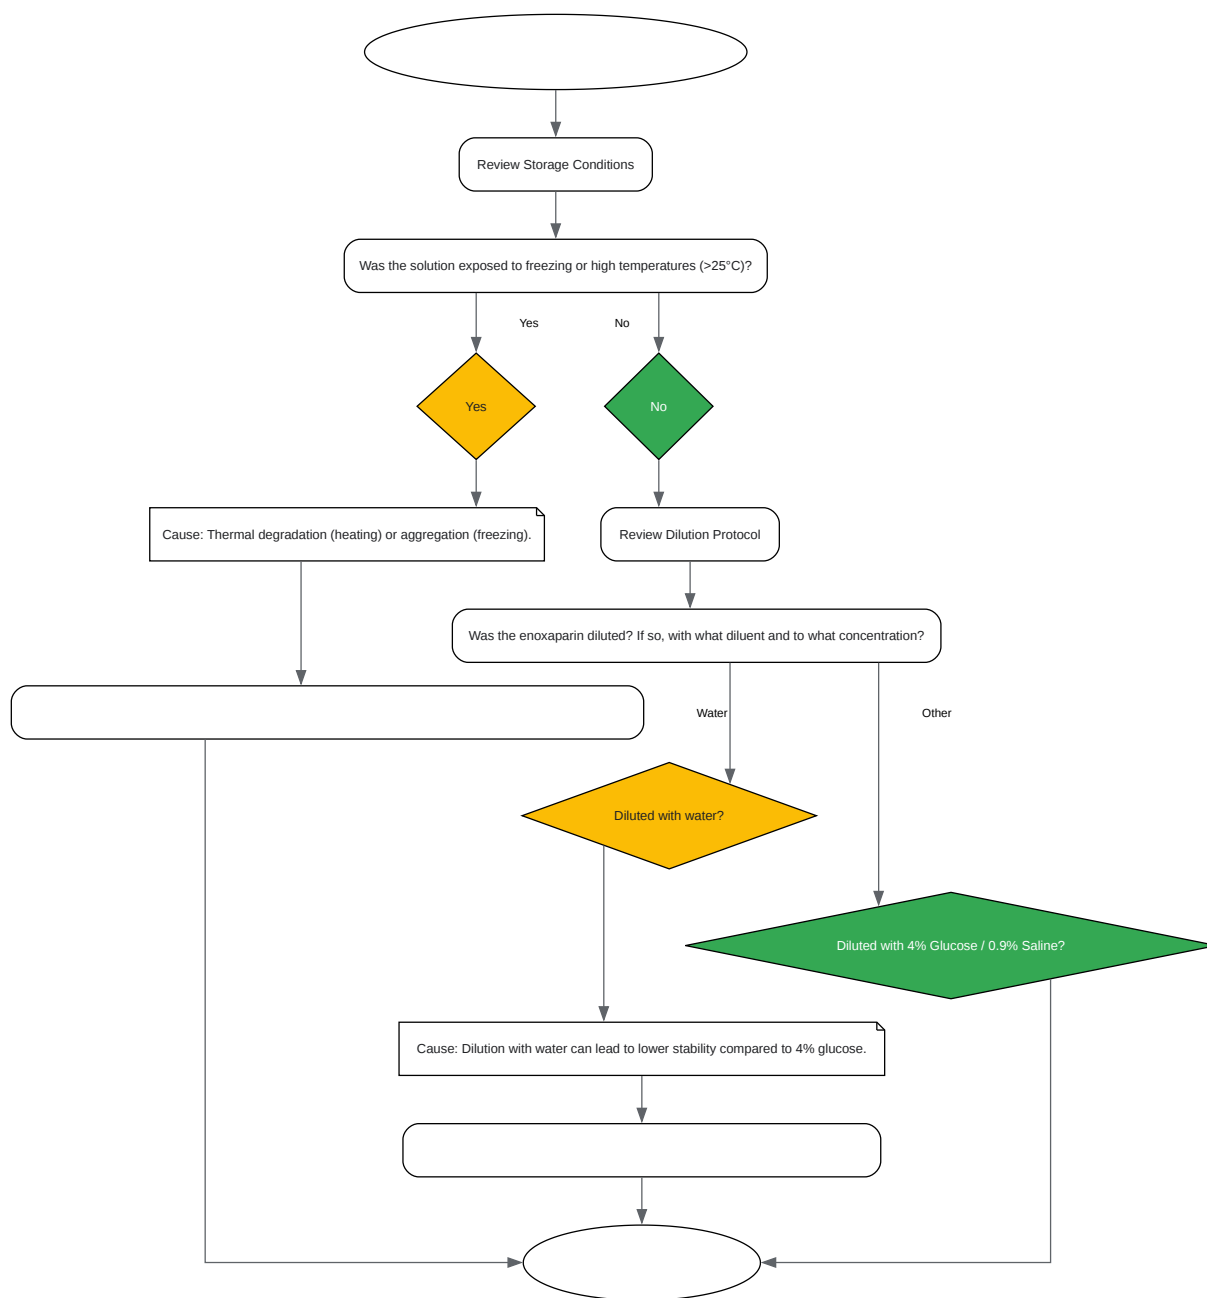 Review Storage Conditions
Was the solution exposed to freezing or high temperatures (>25°C)?
Yes
No
Yes
No
Cause: Thermal degradation (heating) or aggregation (freezing).
Review Dilution Protocol
Was the enoxaparin diluted? If so, with what diluent and to what concentration?
Water
Other
Diluted with water?
Diluted with 4% Glucose / 0.9% Saline?
Cause: Dilution with water can lead to lower stability compared to 4% glucose.